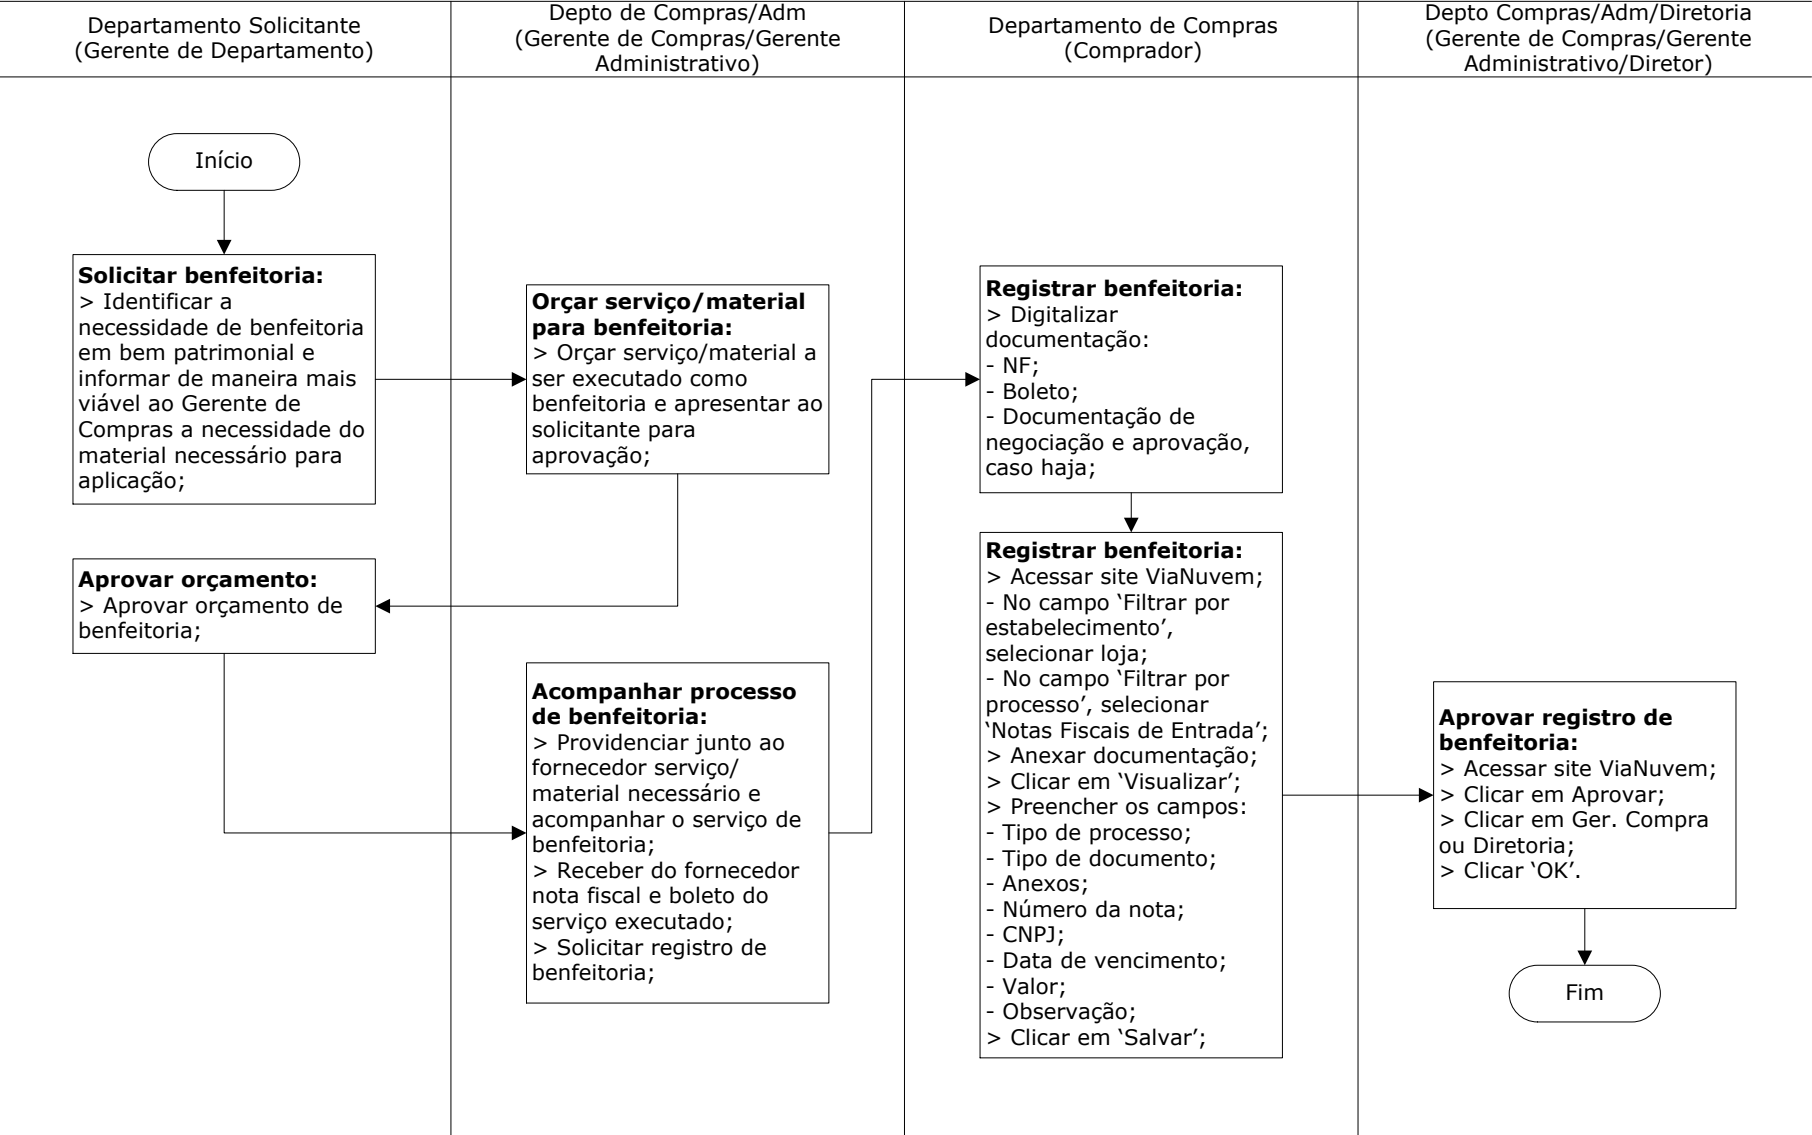 Departamento Solicitante
(Gerente de Departamento)
Depto de Compras/Adm
(Gerente de Compras/Gerente
Administrativo)
Departamento de Compras
(Comprador)
Depto Compras/Adm/Diretoria
(Gerente de Compras/Gerente
Administrativo/Diretor)
Início
Solicitar benfeitoria:
> Identificar a
necessidade de benfeitoria
em bem patrimonial e
informar de maneira mais
viável ao Gerente de
Compras a necessidade do
material necessário para
aplicação;
Orçar serviço/material
para benfeitoria:
> Orçar serviço/material a
ser executado como
benfeitoria e apresentar ao
solicitante para
aprovação;
Aprovar orçamento:
> Aprovar orçamento de
benfeitoria;
Acompanhar processo
de benfeitoria:
> Providenciar junto ao
fornecedor serviço/
material necessário e
acompanhar o serviço de
benfeitoria;
> Receber do fornecedor
nota fiscal e boleto do
serviço executado;
> Solicitar registro de
benfeitoria;
Registrar benfeitoria:
> Digitalizar
documentação:
- NF;
- Boleto;
- Documentação de
negociação e aprovação,
caso haja;
Registrar benfeitoria:
> Acessar site ViaNuvem;
- No campo ‘Filtrar por
estabelecimento’,
selecionar loja;
- No campo ‘Filtrar por
processo’, selecionar
‘Notas Fiscais de Entrada’;
> Anexar documentação;
> Clicar em ‘Visualizar’;
> Preencher os campos:
- Tipo de processo;
- Tipo de documento;
- Anexos;
- Número da nota;
- CNPJ;
- Data de vencimento;
- Valor;
- Observação;
> Clicar em ‘Salvar’;
Aprovar registro de
benfeitoria:
> Acessar site ViaNuvem;
> Clicar em Aprovar;
> Clicar em Ger. Compra
ou Diretoria;
> Clicar ‘OK’.
Fim